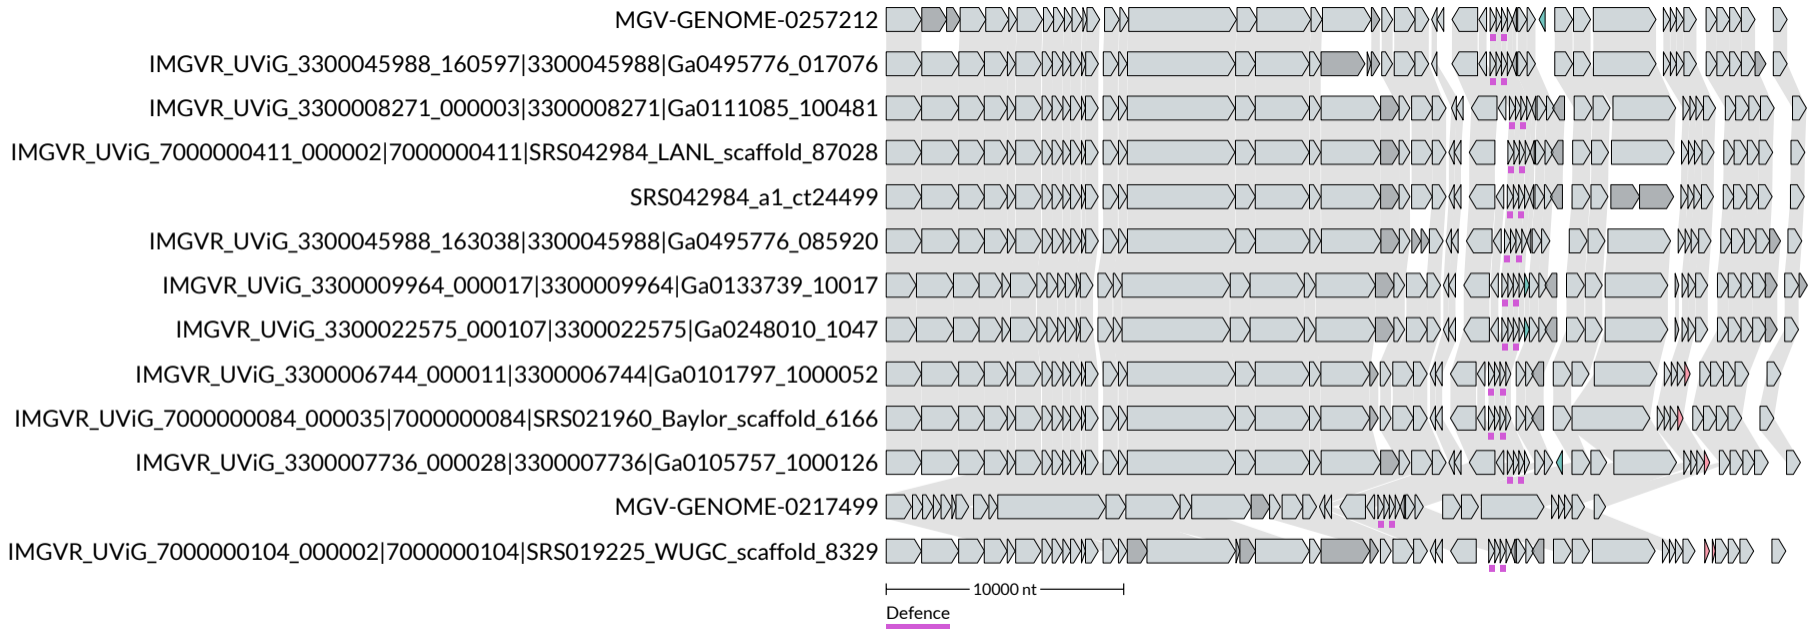 MGV-GENOME-0257212
IMGVR_UViG_3300045988_160597|3300045988|Ga0495776_017076
IMGVR_UViG_3300008271_000003|3300008271|Ga0111085_100481
IMGVR_UViG_7000000411_000002|7000000411|SRS042984_LANL_scaffold_87028
SRS042984_a1_ct24499
IMGVR_UViG_3300045988_163038|3300045988|Ga0495776_085920
IMGVR_UViG_3300009964_000017|3300009964|Ga0133739_10017
IMGVR_UViG_3300022575_000107|3300022575|Ga0248010_1047
IMGVR_UViG_3300006744_000011|3300006744|Ga0101797_1000052
IMGVR_UViG_7000000084_000035|7000000084|SRS021960_Baylor_scaffold_6166
IMGVR_UViG_3300007736_000028|3300007736|Ga0105757_1000126
MGV-GENOME-0217499
IMGVR_UViG_7000000104_000002|7000000104|SRS019225_WUGC_scaffold_8329
10000 nt
Defence